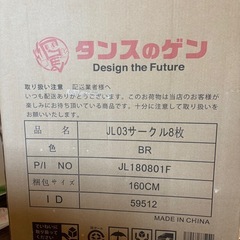 タンスのゲン
Design the Future
取り扱い注意 配送業者様へ
いつも配送ありがとうございます。このお荷物は当店のお客様が
楽しみにお待ち頂いている商品です。十分に注意して取り扱いを
お願いします。
品名 JL03サークル8枚
色 BR
P/I NO JL180801F
梱包サイズ 160CM
ID 59512
MADE IN CHINA